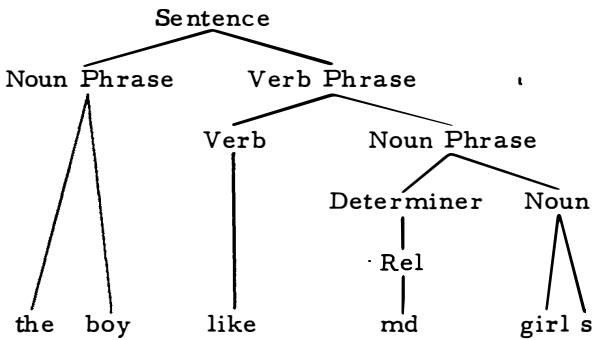 Sentence
Noun Phrase Verb Phrase
Verb Noun Phrase
Determiner Noun
Rel
the boy like md girl s